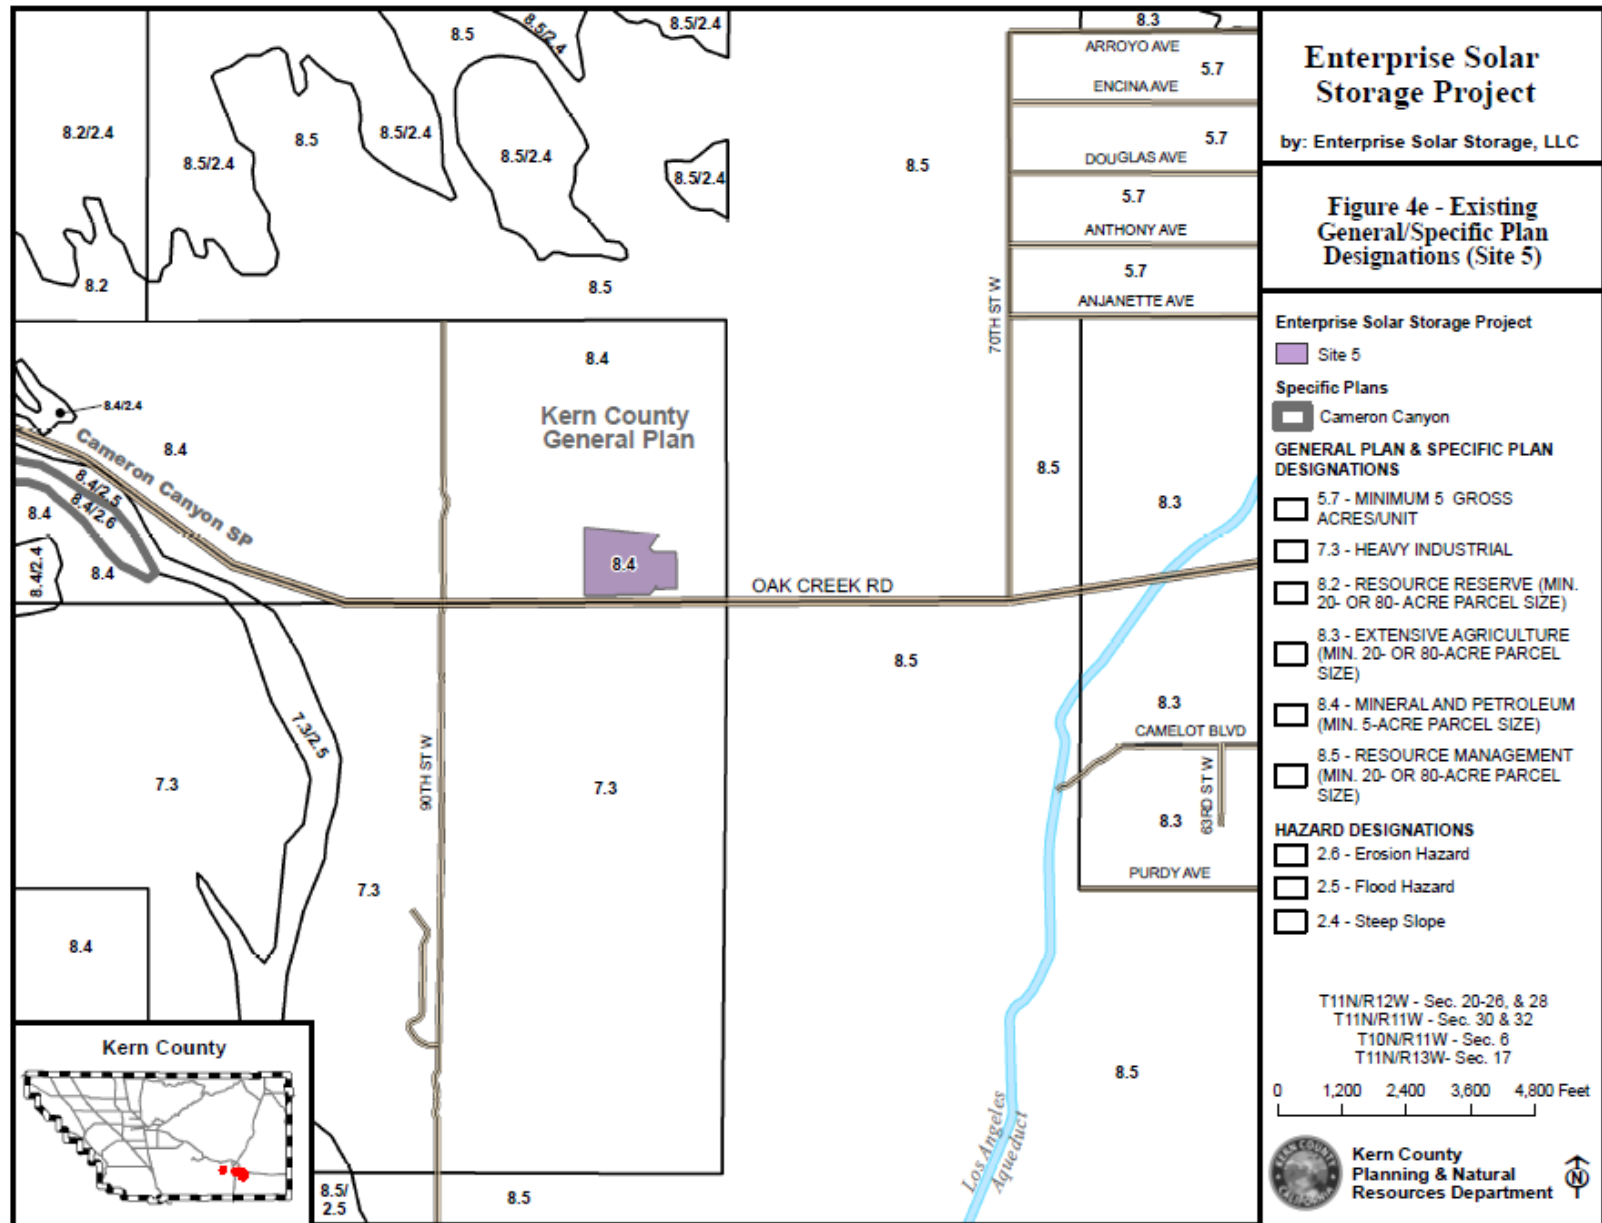 8.5
8.5/2.4
8.5/2.4
8.3
ARROYO AVE
5.7
ENCINA AVE
8.2/2.4
8.5/2.4
8.5
8.5/2.4
8.5/2.4
8.5/2.4
8.5
5.7
DOUGLAS AVE
5.7
ANTHONY AVE
5.7
ANJANETTE AVE
8.2
8.5
70TH ST W
8.4
8.4/2.4
Kern County
General Plan
8.4
Cameron Canyon SP
8.4/2.5
8.4/2.6
8.4
8.4/2.4
8.4
8.5
8.3
8.4
OAK CREEK RD
8.5
7.3/2.5
8.3
CAMELOT BLVD
7.3
90TH ST W
7.3
63RD ST W
8.3
PURDY AVE
7.3
8.4
8.5
Los Angeles
Aqueduct
8.5/
2.5
8.5
Kern County
Enterprise Solar
Storage Project
by: Enterprise Solar Storage, LLC
Figure 4e - Existing
General/Specific Plan
Designations (Site 5)
Enterprise Solar Storage Project
Site 5
Specific Plans
Cameron Canyon
GENERAL PLAN & SPECIFIC PLAN
DESIGNATIONS
5.7 - MINIMUM 5 GROSS
ACRES/UNIT
7.3 - HEAVY INDUSTRIAL
8.2 - RESOURCE RESERVE (MIN.
20- OR 80- ACRE PARCEL SIZE)
8.3 - EXTENSIVE AGRICULTURE
(MIN. 20- OR 80-ACRE PARCEL
SIZE)
8.4 - MINERAL AND PETROLEUM
(MIN. 5-ACRE PARCEL SIZE)
8.5 - RESOURCE MANAGEMENT
(MIN. 20- OR 80-ACRE PARCEL
SIZE)
HAZARD DESIGNATIONS
2.6 - Erosion Hazard
2.5 - Flood Hazard
2.4 - Steep Slope
T11N/R12W - Sec. 20-26, & 28
T11N/R11W - Sec. 30 & 32
T10N/R11W - Sec. 6
T11N/R13W- Sec. 17
0 1,200 2,400 3,600 4,800 Feet
KERN COUNTY
CALIFORNIA
Kern County
Planning & Natural
Resources Department
N